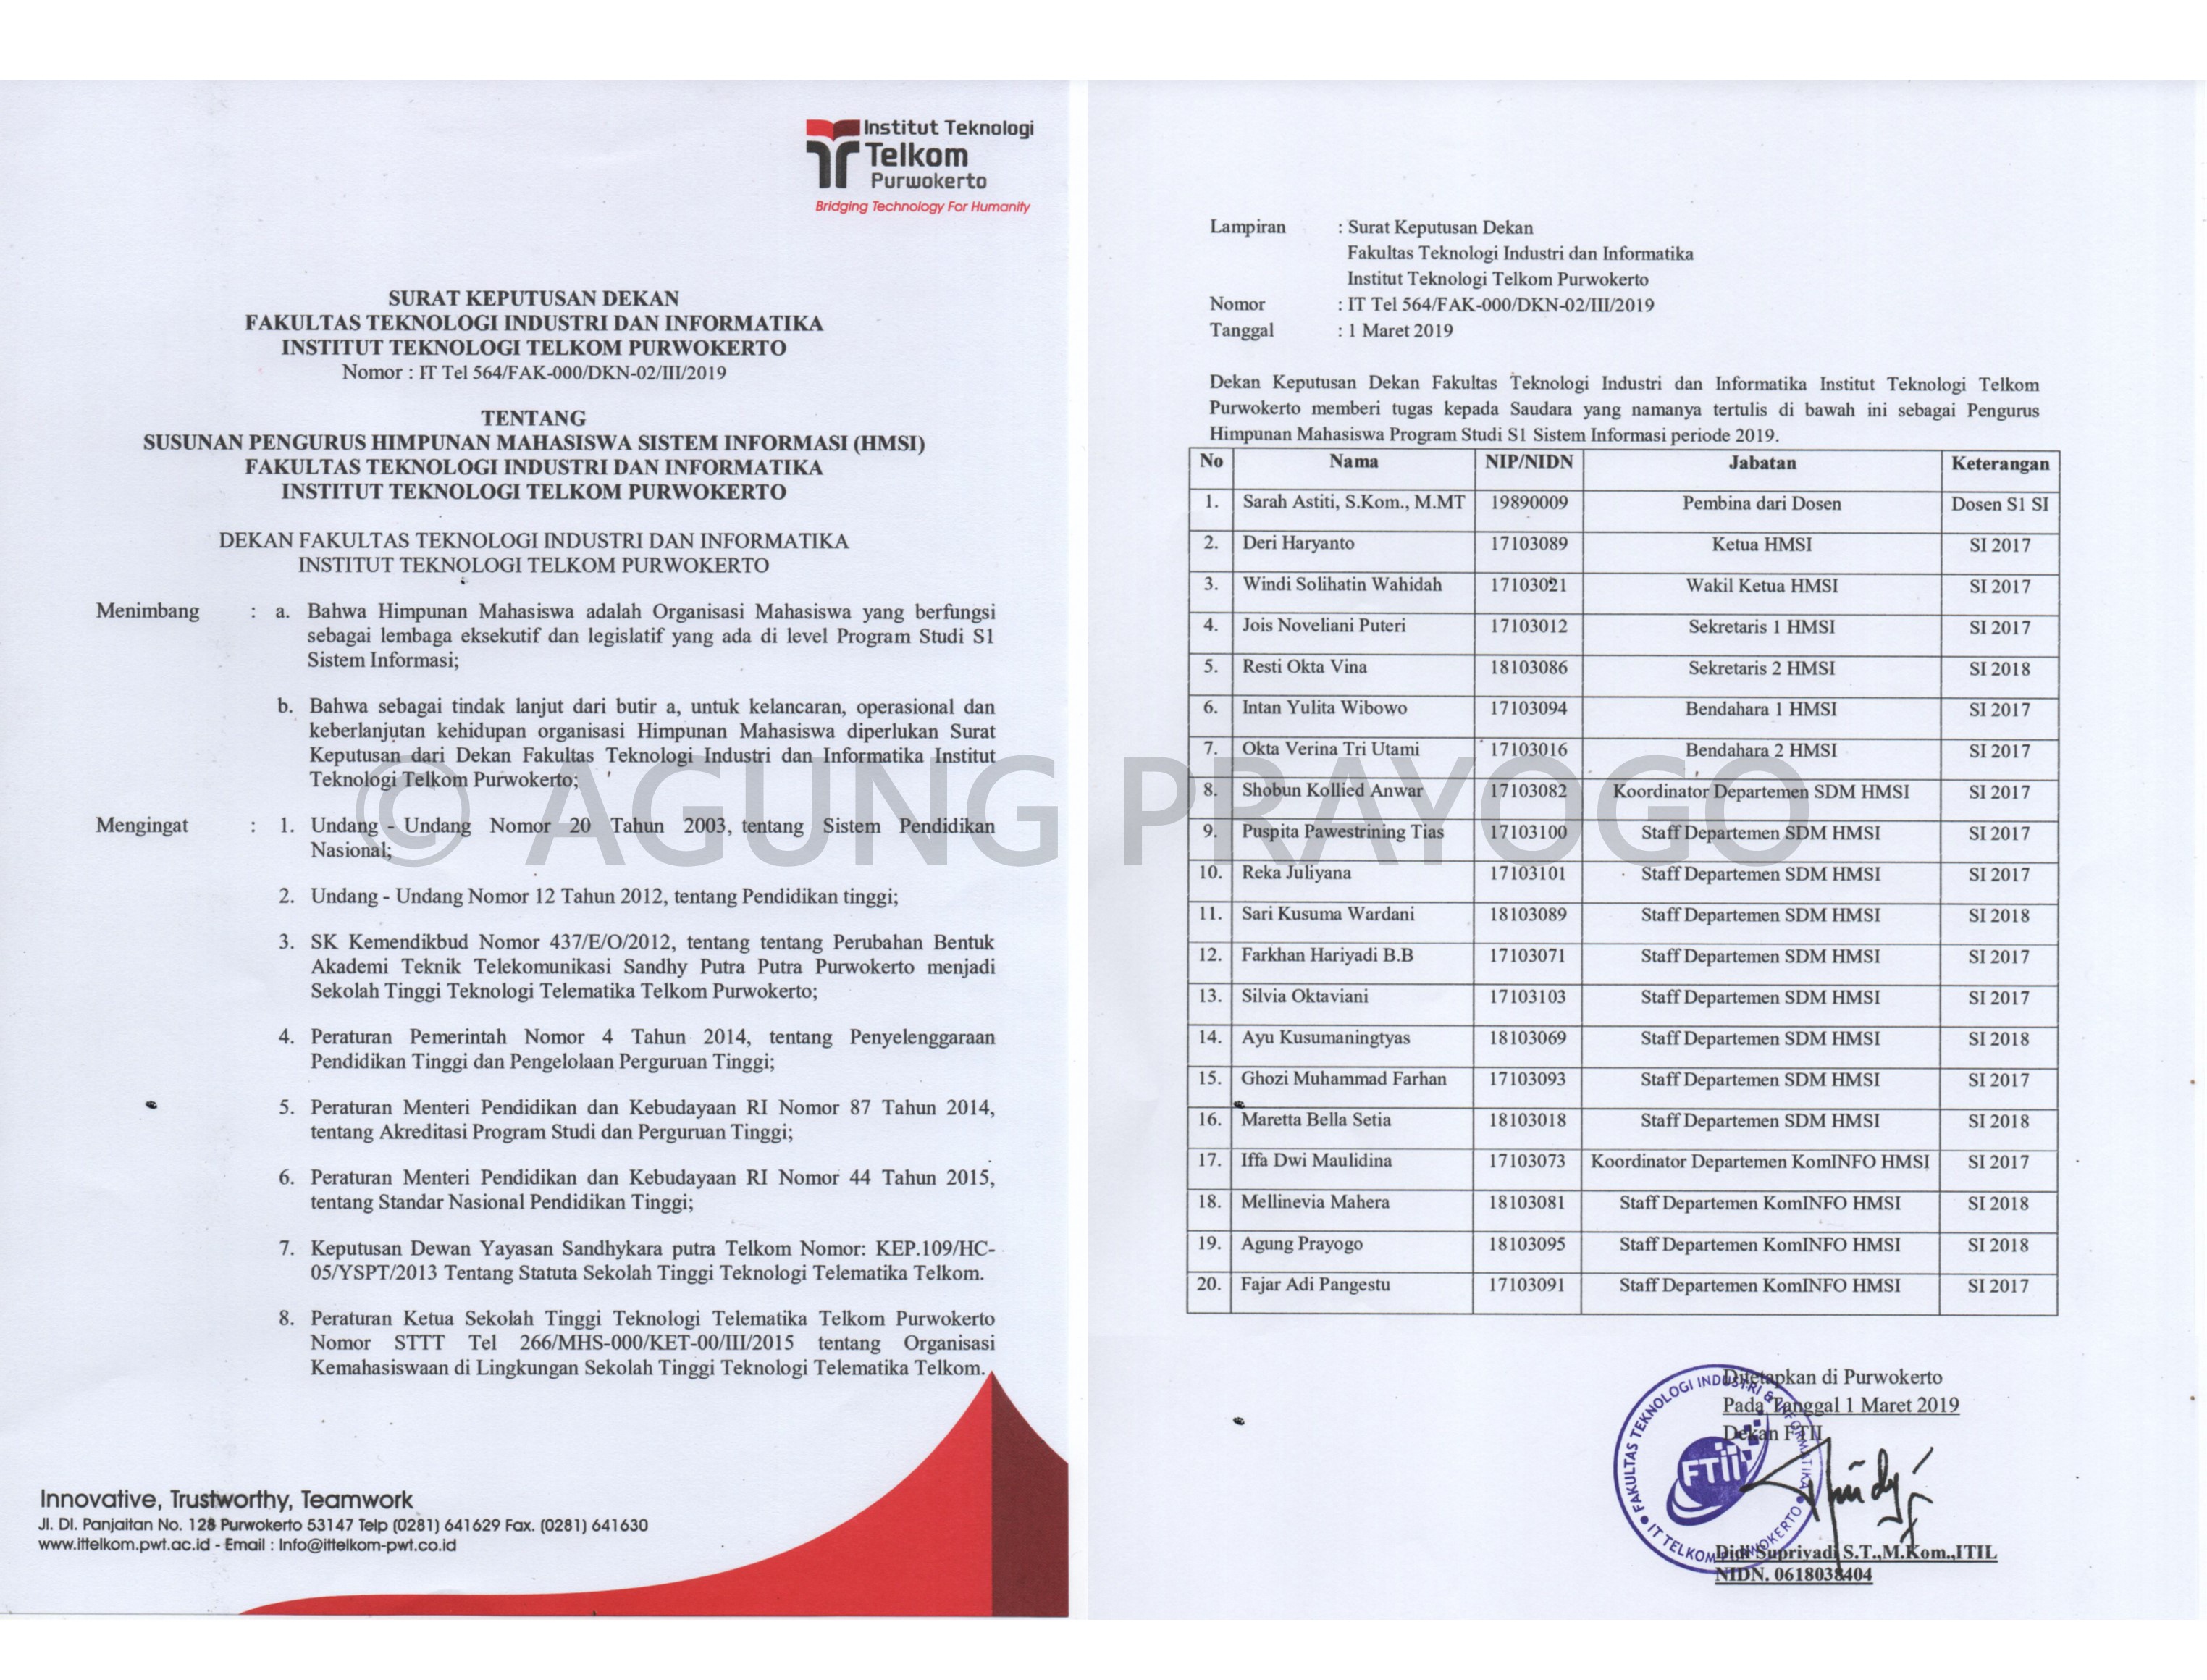 Institut Teknologi
Telkom
Purwokerto
Bridging Technology For Humanity
SURAT KEPUTUSAN DEKAN
FAKULTAS TEKNOLOGI INDUSTRI DAN INFORMATIKA
INSTITUT TEKNOLOGI TELKOM PURWOKERTO
Nomor : IT Tel 564/FAK-000/DKN-02/III/2019
TENTANG
SUSUNAN PENGURUS HIMPUNAN MAHASISWA SISTEM INFORMASI (HMSI)
FAKULTAS TEKNOLOGI INDUSTRI DAN INFORMATIKA
INSTITUT TEKNOLOGI TELKOM PURWOKERTO
DEKAN FAKULTAS TEKNOLOGI INDUSTRI DAN INFORMATIKA
INSTITUT TEKNOLOGI TELKOM PURWOKERTO
Menimbang : a. Bahwa Himpunan Mahasiswa adalah Organisasi Mahasiswa yang berfungsi
sebagai lembaga eksekutif dan legislatif yang ada di level Program Studi S1
Sistem Informasi;
b. Bahwa sebagai tindak lanjut dari butir a, untuk kelancaran, operasional dan
keberlanjutan kehidupan organisasi Himpunan Mahasiswa diperlukan Surat
Keputusan dari Dekan Fakultas Teknologi Industri dan Informatika Institut
Teknologi Telkom Purwokerto;
Mengingat : 1. Undang - Undang Nomor 20 Tahun 2003, tentang Sistem Pendidikan
Nasional;
2. Undang - Undang Nomor 12 Tahun 2012, tentang Pendidikan tinggi;
3. SK Kemendikbud Nomor 437/E/O/2012, tentang tentang Perubahan Bentuk
Akademi Teknik Telekomunikasi Sandhy Putra Putra Purwokerto menjadi
Sekolah Tinggi Teknologi Telematika Telkom Purwokerto;
4. Peraturan Pemerintah Nomor 4 Tahun 2014, tentang Penyelenggaraan
Pendidikan Tinggi dan Pengelolaan Perguruan Tinggi;
5. Peraturan Menteri Pendidikan dan Kebudayaan RI Nomor 87 Tahun 2014,
tentang Akreditasi Program Studi dan Perguruan Tinggi;
6. Peraturan Menteri Pendidikan dan Kebudayaan RI Nomor 44 Tahun 2015,
tentang Standar Nasional Pendidikan Tinggi;
7. Keputusan Dewan Yayasan Sandhykara putra Telkom Nomor: KEP.109/HC-
05/YSPT/2013 Tentang Statuta Sekolah Tinggi Teknologi Telematika Telkom.
8. Peraturan Ketua Sekolah Tinggi Teknologi Telematika Telkom Purwokerto
Nomor STTT Tel 266/MHS-000/KET-00/III/2015 tentang Organisasi
Kemahasiswaan di Lingkungan Sekolah Tinggi Teknologi Telematika Telkom.
Innovative, Trustworthy, Teamwork
Jl. DI. Panjaitan No. 128 Purwokerto 53147 Telp (0281) 641629 Fax. (0281) 641630
www.ittelkom.pwt.ac.id - Email : Info@ittelkom-pwt.co.id
Lampiran : Surat Keputusan Dekan
Fakultas Teknologi Industri dan Informatika
Institut Teknologi Telkom Purwokerto
Nomor : IT Tel 564/FAK-000/DKN-02/III/2019
Tanggal : 1 Maret 2019
Dekan Keputusan Dekan Fakultas Teknologi Industri dan Informatika Institut Teknologi Telkom
Purwokerto memberi tugas kepada Saudara yang namanya tertulis di bawah ini sebagai Pengurus
Himpunan Mahasiswa Program Studi S1 Sistem Informasi periode 2019.
No Nama NIP/NIDN Jabatan Keterangan
1. Sarah Astiti, S.Kom., M.MT 19890009 Pembina dari Dosen Dosen S1 SI
2. Deri Haryanto 17103089 Ketua HMSI SI 2017
3. Windi Solihatin Wahidah 17103021 Wakil Ketua HMSI SI 2017
4. Jois Noveliani Puteri 17103012 Sekretaris 1 HMSI SI 2017
5. Resti Okta Vina 18103086 Sekretaris 2 HMSI SI 2018
6. Intan Yulita Wibowo 17103094 Bendahara 1 HMSI SI 2017
7. Okta Verina Tri Utami 17103016 Bendahara 2 HMSI SI 2017
8. Shobun Kollied Anwar 17103082 Koordinator Departemen SDM HMSI SI 2017
9. Puspita Pawestrining Tias 17103100 Staff Departemen SDM HMSI SI 2017
10. Reka Juliyana 17103101 Staff Departemen SDM HMSI SI 2017
11. Sari Kusuma Wardani 18103089 Staff Departemen SDM HMSI SI 2018
12. Farkhan Hariyadi B.B 17103071 Staff Departemen SDM HMSI SI 2017
13. Silvia Oktaviani 17103103 Staff Departemen SDM HMSI SI 2017
14. Ayu Kusumaningtyas 18103069 Staff Departemen SDM HMSI SI 2018
15. Ghozi Muhammad Farhan 17103093 Staff Departemen SDM HMSI SI 2017
16. Maretta Bella Setia 18103018 Staff Departemen SDM HMSI SI 2018
17. Iffa Dwi Maulidina 17103073 Koordinator Departemen KomINFO HMSI SI 2017
18. Mellinevia Mahera 18103081 Staff Departemen KomINFO HMSI SI 2018
19. Agung Prayogo 18103095 Staff Departemen KomINFO HMSI SI 2018
20. Fajar Adi Pangestu 17103091 Staff Departemen KomINFO HMSI SI 2017
Ditetapkan di Purwokerto
Pada Tanggal 1 Maret 2019
Dekan FTII
FAKULTAS TEKNOLOGI INDUSTRI & INFORMATIKA
FTII
IT TELKOM PURWOKERTO
Didi Supriyadi S.T.,M.Kom.,ITIL
NIDN. 0618038404
© AGUNG PRAYOGO